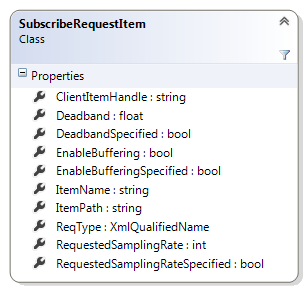 SubscribeRequestItem
Class
Properties
ClientItemHandle : string
Deadband : float
DeadbandSpecified : bool
EnableBuffering : bool
EnableBufferingSpecified : bool
ItemName : string
ItemPath : string
ReqType : XmlQualifiedName
RequestedSamplingRate : int
RequestedSamplingRateSpecified : bool